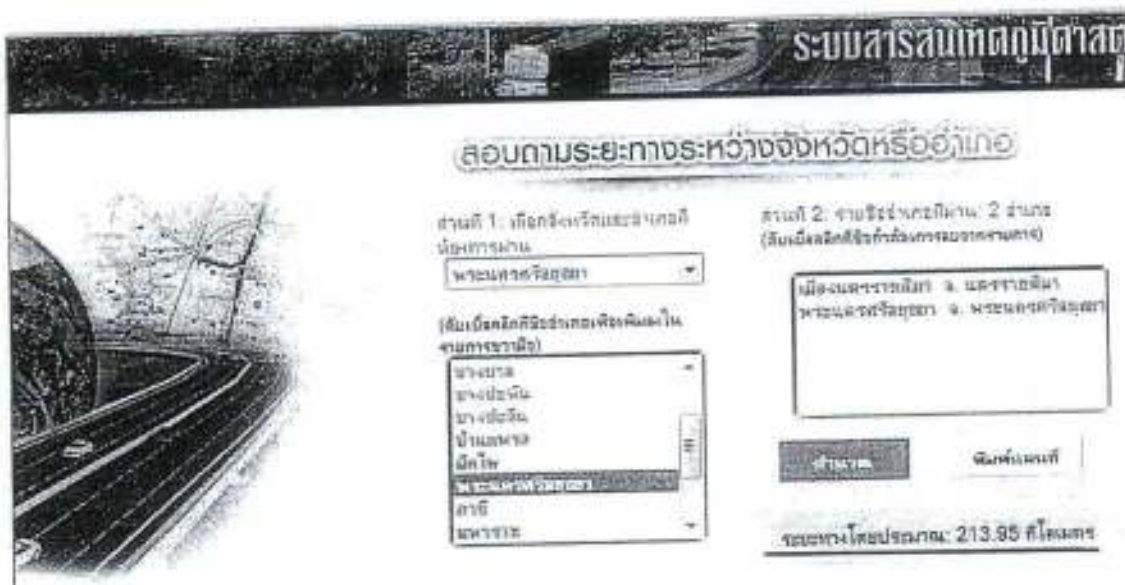 ระบบสารสนเทศภูมิศาสต
สอบถามระยะทางระหว่างจังหวัดหรืออำเภอ
ส่วนที่ 1: เลือกจังหวัดและอำเภอที่
ต้องการผ่าน
พระนครศรีอยุธยา
(ดับเบิ้ลคลิกที่ชื่ออำเภอเพื่อเพิ่มลงใน
รายการขวามือ)
บางบาล
บางปะหัน
บางปะอิน
บ้านแพรก
ผักไห่
พระนครศรีอยุธยา
ภาชี
มหาราช
ส่วนที่ 2: รายชื่ออำเภอที่ผ่าน: 2 อำเภอ
(ดับเบิ้ลคลิกที่ชื่อถ้าต้องการลบจากรายการ)
เมืองนครราชสีมา จ. นครราชสีมา
พระนครศรีอยุธยา จ. พระนครศรีอยุธยา
คำนวณ
พิมพ์แผนที่
ระยะทางโดยประมาณ: 213.95 กิโลเมตร